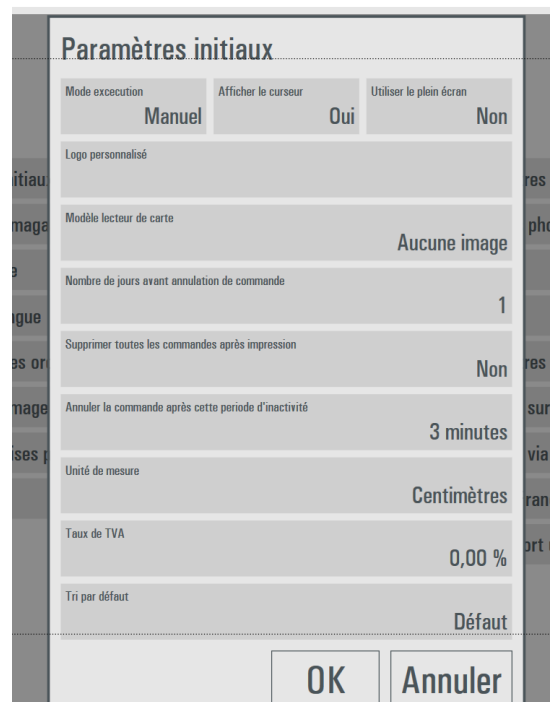 Paramètres initiaux
Mode excecution
Manuel
Afficher le curseur
Oui
Utiliser le plein écran
Non
Logo personnalisé
Modèle lecteur de carte
Aucune image
Nombre de jours avant annulation de commande
1
Supprimer toutes les commandes après impression
Non
Annuler la commande après cette periode d'inactivité
3 minutes
Unité de mesure
Centimètres
Taux de TVA
0,00 %
Tri par défaut
Défaut
OK
Annuler